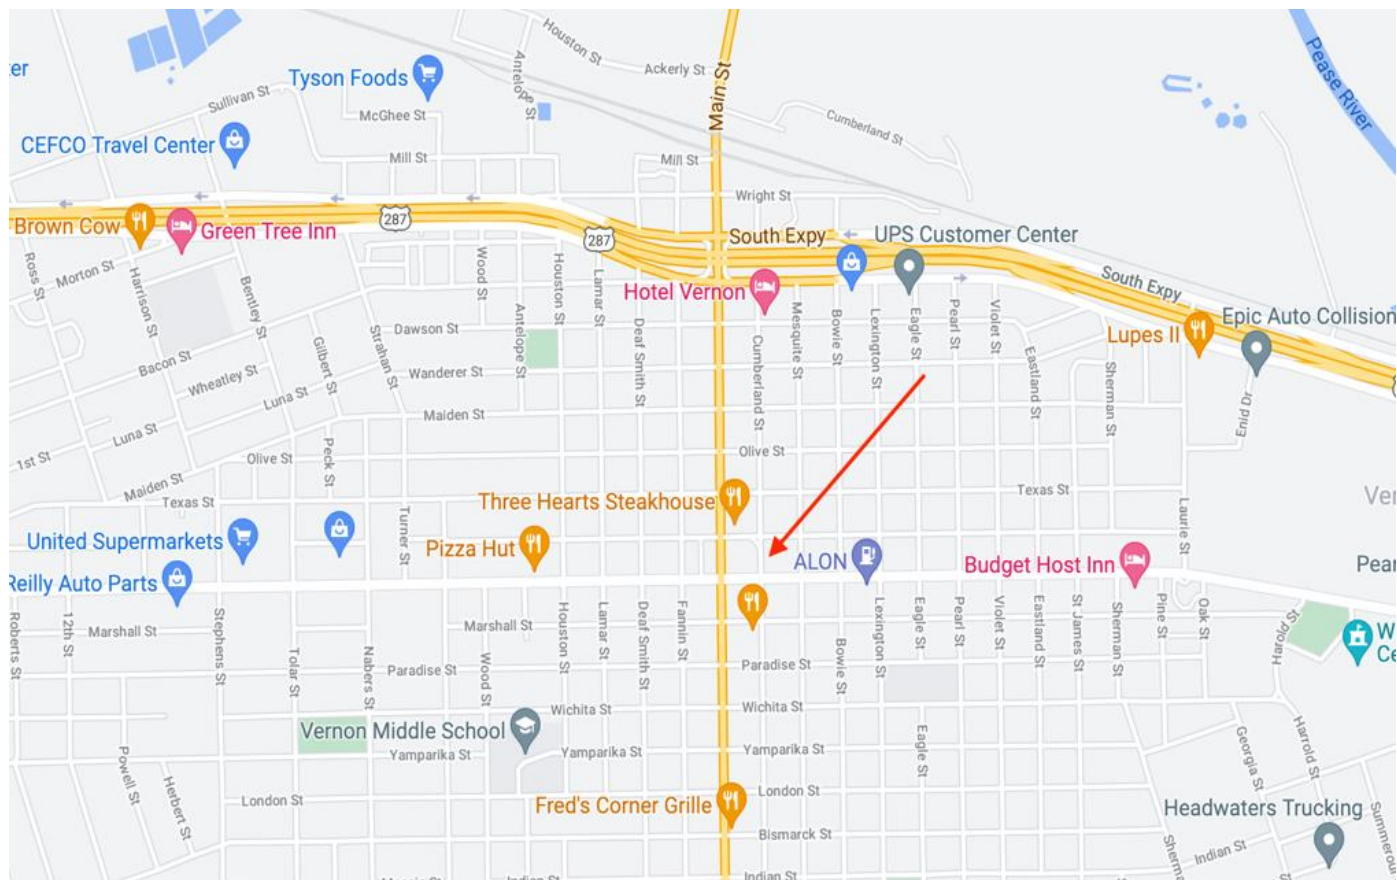 Houston St
Ackerly St
Main St
Pease River
er
Tyson Foods
Antelope St
Sullivan St
McGhee St
Cumberland St
CEFCO Travel Center
Mill St
Mill St
Wright St
287
287
South Expy
UPS Customer Center
South Expy
Brown Cow
Green Tree Inn
Ross St
Morton St
Harrison St
Bentley St
Wood St
Houston St
Lamar St
Hotel Vernon
Epic Auto Collision
Lupes II
Dawson St
Antelope St
Deaf Smith St
Cumberland St
Mesquite St
Bowie St
Lexington St
Eagle St
Pearl St
Violet St
Eastland St
Sherman St
Enid Dr
Bacon St
Gilbert St
Strahan St
Wheatley St
Wanderer St
Luna St
Maiden St
Luna St
1st St
Peck St
Olive St
Olive St
Maiden St
Texas St
Texas St
Three Hearts Steakhouse
Laurie St
Ver
Turner St
United Supermarkets
Pizza Hut
ALON
Budget Host Inn
Pear
Reilly Auto Parts
Roberts St
12th St
Marshall St
Stephens St
Tolar St
Nabers St
Marshall St
Wood St
Houston St
Lamar St
Deaf Smith St
Fannin St
Bowie St
Lexington St
Eagle St
Pearl St
Violet St
Eastland St
St James St
Sherman St
Pine St
Oak St
Harold St
W
Ce
Paradise St
Paradise St
Wichita St
Wichita St
Vernon Middle School
Yamparika St
Yamparika St
Yamparika St
Eagle St
Georgia St
Harrold St
Powell St
Herbert St
London St
London St
Fred's Corner Grille
Bismarck St
Headwaters Trucking
Indian St
Indian St
Indian St
Sherma
Summerou